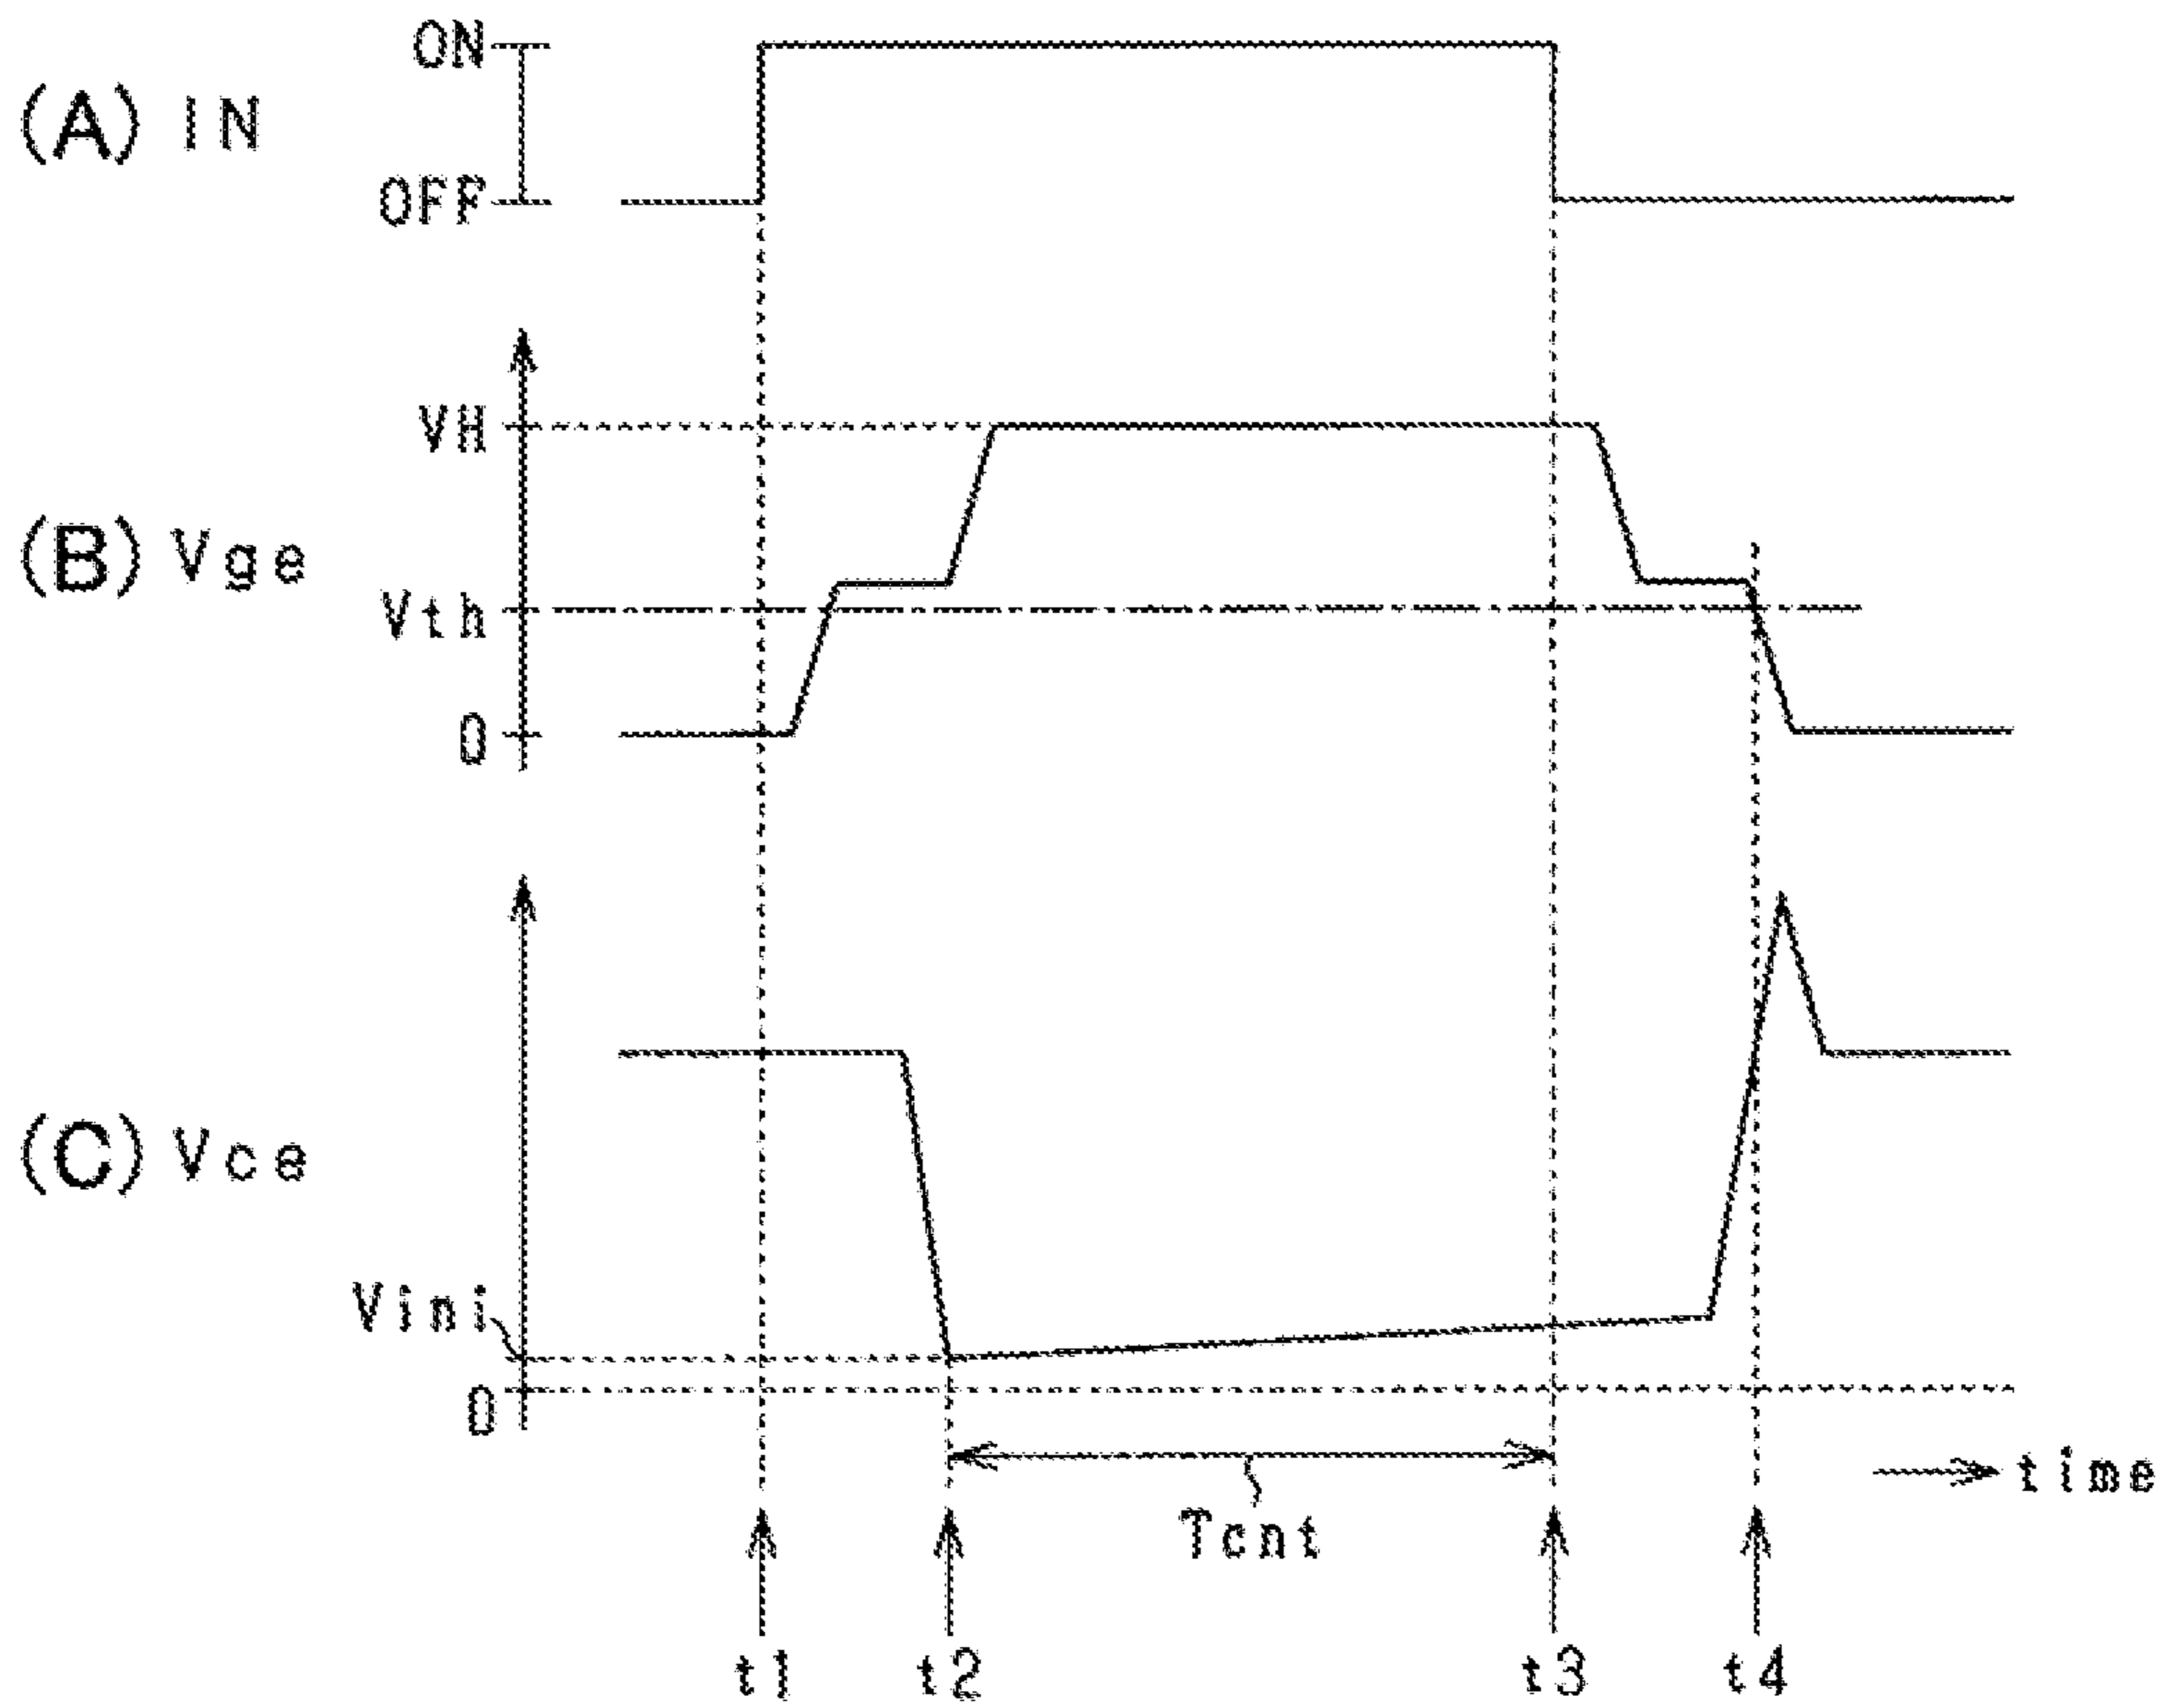 ON
(A) IN
OFF
VH
(B) Vge
Vth
0
(C) Vce
Vini
0
time
Tcnt
t1 t2 t3 t4